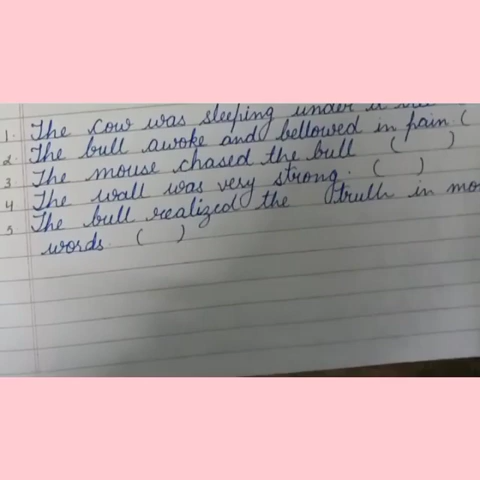 1. The cow was sleeping under a
2. The bull awoke and bellowed in pain. (
3. The mouse chased the bull ( )
4 The wall was very strong. ( )
5 The bull realized the truth in mo
words. ( )